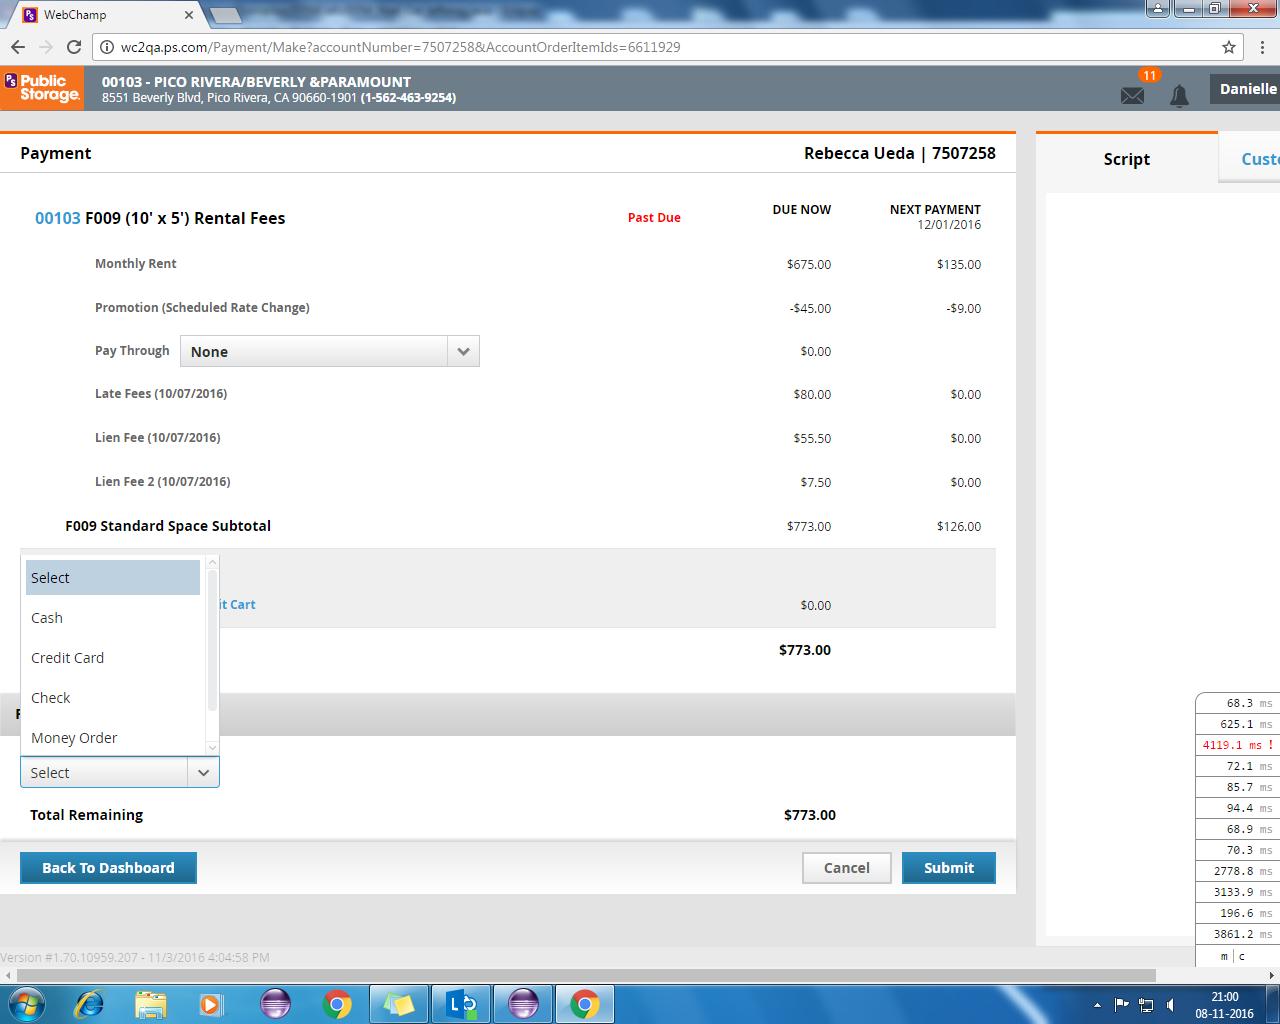 WebChamp
wc2qa.ps.com/Payment/Make?accountNumber=7507258&AccountOrderItemIds=6611929
PS Public Storage.
00103 - PICO RIVERA/BEVERLY &PARAMOUNT
8551 Beverly Blvd, Pico Rivera, CA 90660-1901 (1-562-463-9254)
11
Danielle
Payment
Rebecca Ueda | 7507258
Script
Custo
00103 F009 (10' x 5') Rental Fees
Past Due
DUE NOW
NEXT PAYMENT
12/01/2016
Monthly Rent $675.00 $135.00
Promotion (Scheduled Rate Change) -$45.00 -$9.00
Pay Through None $0.00
Late Fees (10/07/2016) $80.00 $0.00
Lien Fee (10/07/2016) $55.50 $0.00
Lien Fee 2 (10/07/2016) $7.50 $0.00
F009 Standard Space Subtotal $773.00 $126.00
Select
Cash
Credit Card
Check
Money Order
it Cart $0.00
$773.00
Select
Total Remaining $773.00
Back To Dashboard
Cancel
Submit
68.3 ms
625.1 ms
4119.1 ms !
72.1 ms
85.7 ms
94.4 ms
68.9 ms
70.3 ms
2778.8 ms
3133.9 ms
196.6 ms
3861.2 ms
m | c
Version #1.70.10959.207 - 11/3/2016 4:04:58 PM
21:00
08-11-2016